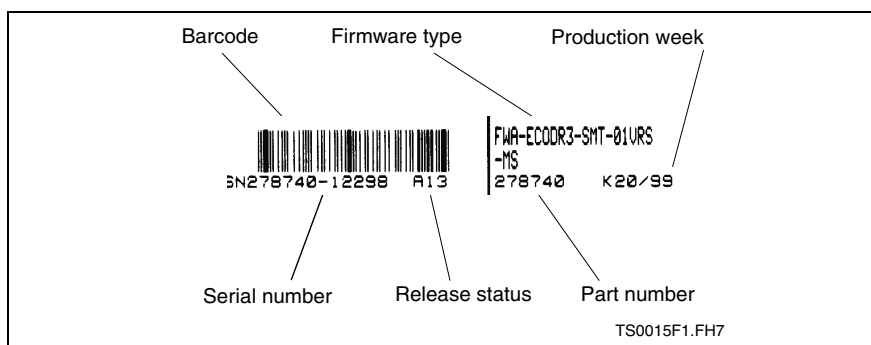 Barcode Firmware type Production week
FWA-ECODR3-SMT-01VRS
-MS
SN278740-12298 A13 278740 K20/99
Serial number Release status Part number
TS0015F1.FH7